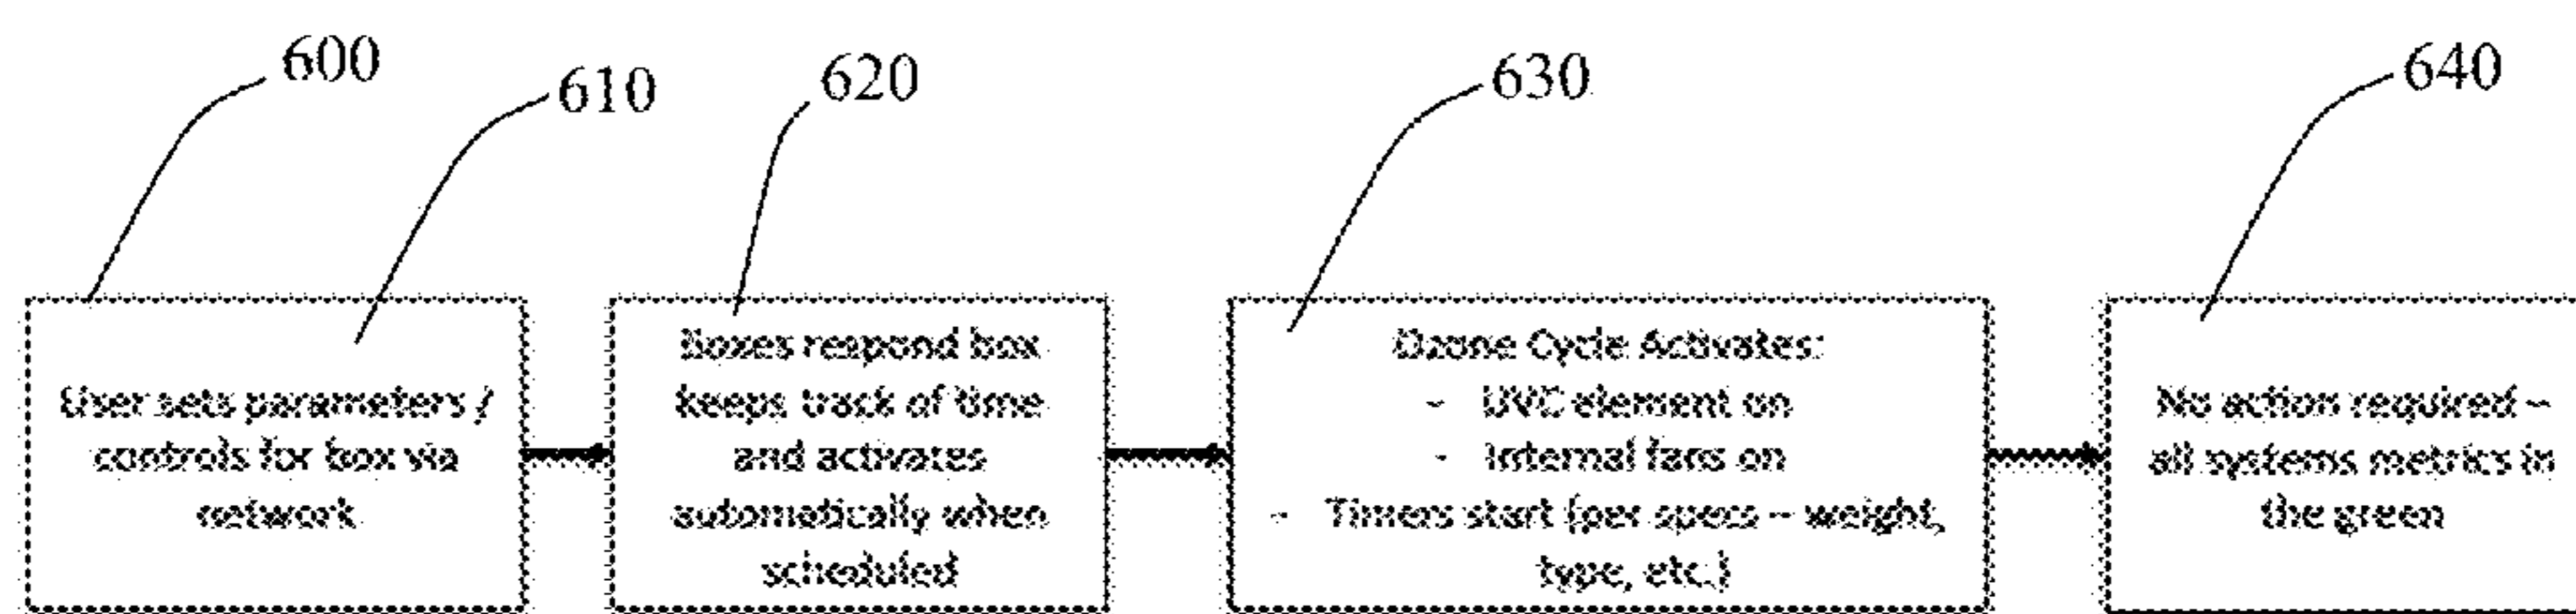 600
610
620
630
640
User sets parameters /
controls for box via
network
Boxes respond box
keeps track of time
and activates
automatically when
scheduled
Ozone Cycle Activates:
- UVC element on
- Internal fans on
- Timers start (per specs – weight,
type, etc.)
No action required –
all systems metrics in
the green